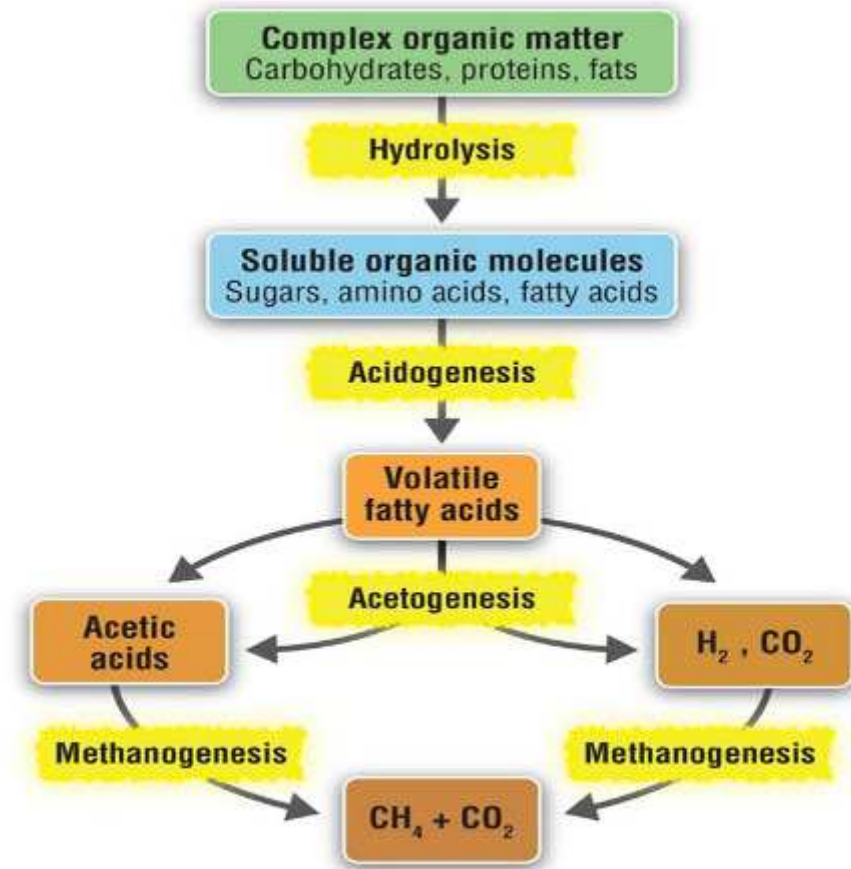 Complex organic matter
Carbohydrates, proteins, fats
Hydrolysis
Soluble organic molecules
Sugars, amino acids, fatty acids
Acidogenesis
Volatile
fatty acids
Acetogenesis
Acetic
acids
H₂ , CO₂
Methanogenesis
Methanogenesis
CH₄ + CO₂